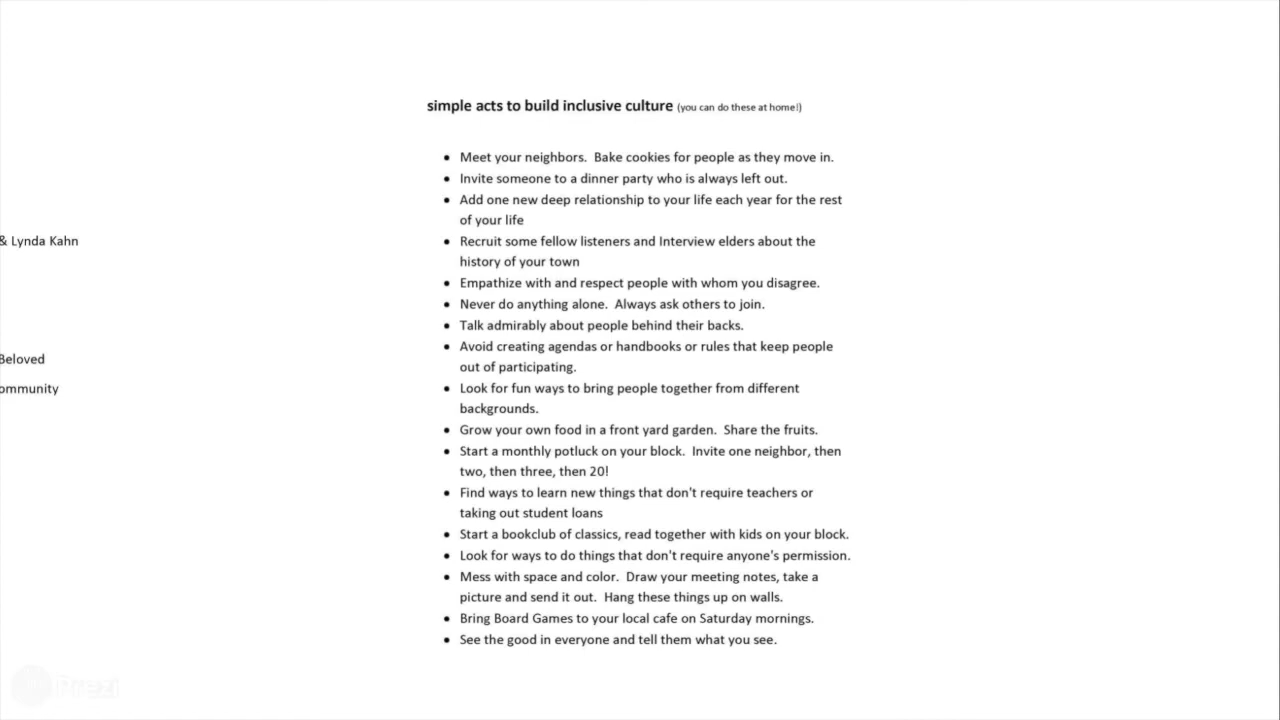 simple acts to build inclusive culture (you can do these at home!)
• Meet your neighbors.  Bake cookies for people as they move in.
• Invite someone to a dinner party who is always left out.
• Add one new deep relationship to your life each year for the rest
of your life
& Lynda Kahn
• Recruit some fellow listeners and Interview elders about the
history of your town
• Empathize with and respect people with whom you disagree.
• Never do anything alone.  Always ask others to join.
• Talk admirably about people behind their backs.
• Avoid creating agendas or handbooks or rules that keep people
out of participating.
Beloved
ommunity
• Look for fun ways to bring people together from different
backgrounds.
• Grow your own food in a front yard garden.  Share the fruits.
• Start a monthly potluck on your block.  Invite one neighbor, then
two, then three, then 20!
• Find ways to learn new things that don't require teachers or
taking out student loans
• Start a bookclub of classics, read together with kids on your block.
• Look for ways to do things that don't require anyone's permission.
• Mess with space and color.  Draw your meeting notes, take a
picture and send it out.  Hang these things up on walls.
• Bring Board Games to your local cafe on Saturday mornings.
• See the good in everyone and tell them what you see.
Prezi